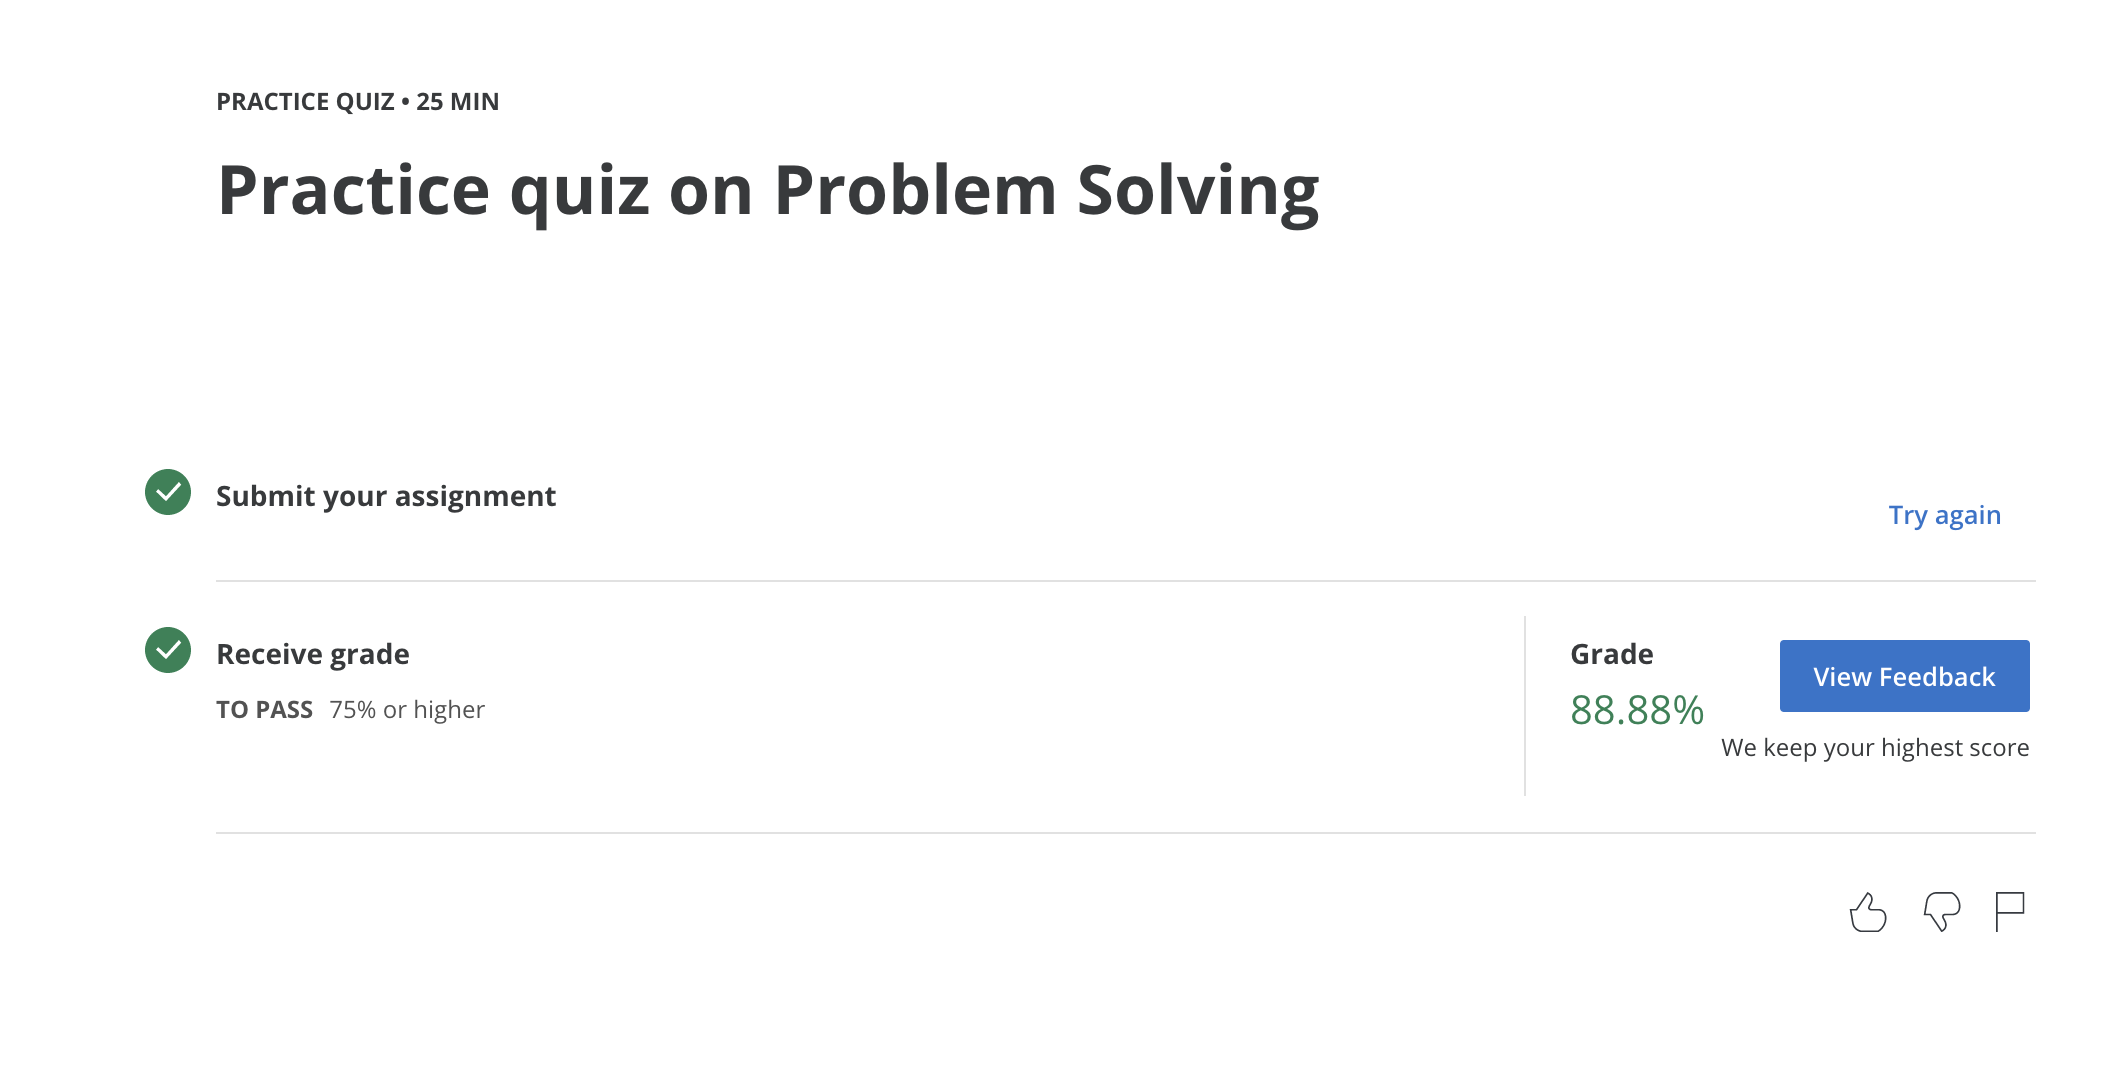 PRACTICE QUIZ • 25 MIN
Practice quiz on Problem Solving
Submit your assignment
Try again
Receive grade
TO PASS 75% or higher
Grade
88.88%
View Feedback
We keep your highest score